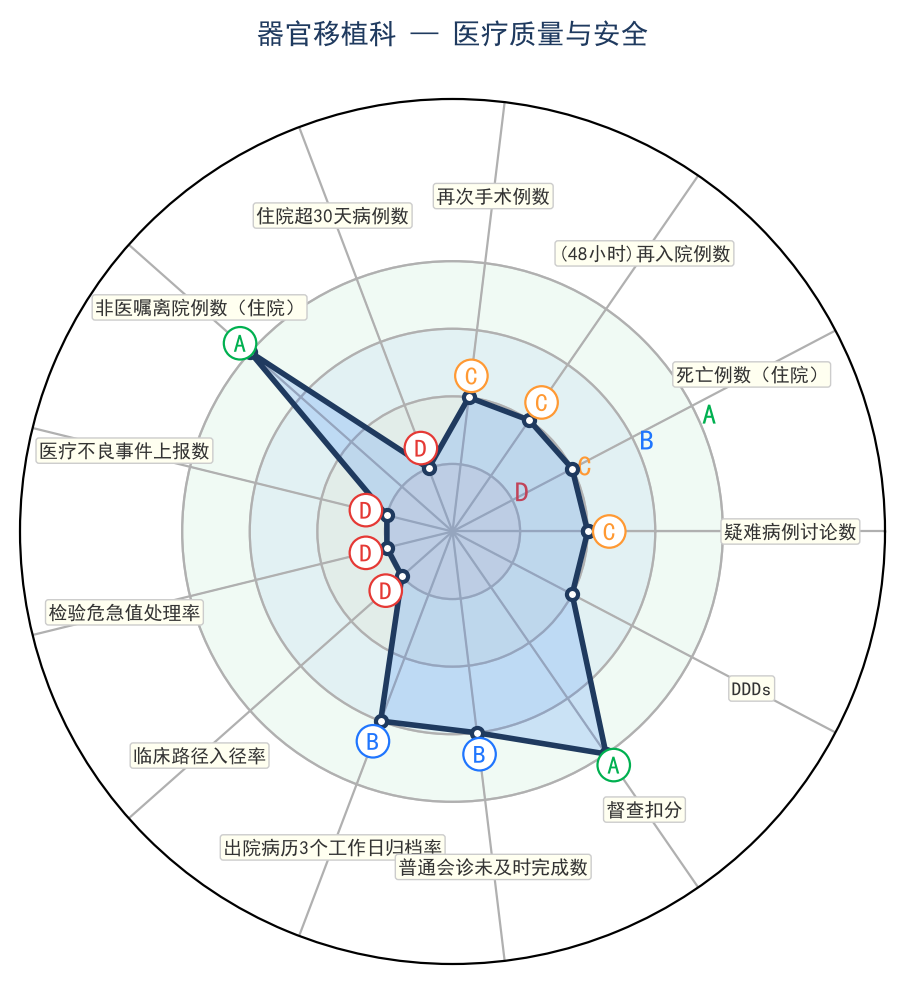 器官移植科 — 医疗质量与安全
再次手术例数
住院超30天病例数
(48小时)再入院例数
非医嘱离院例数（住院）
A
死亡例数（住院）
C
C
A
B
D
C
医疗不良事件上报数
D
D
C
疑难病例讨论数
D
D
检验危急值处理率
DDDs
B
B
临床路径入径率
A
督查扣分
出院病历3个工作日归档率
普通会诊未及时完成数